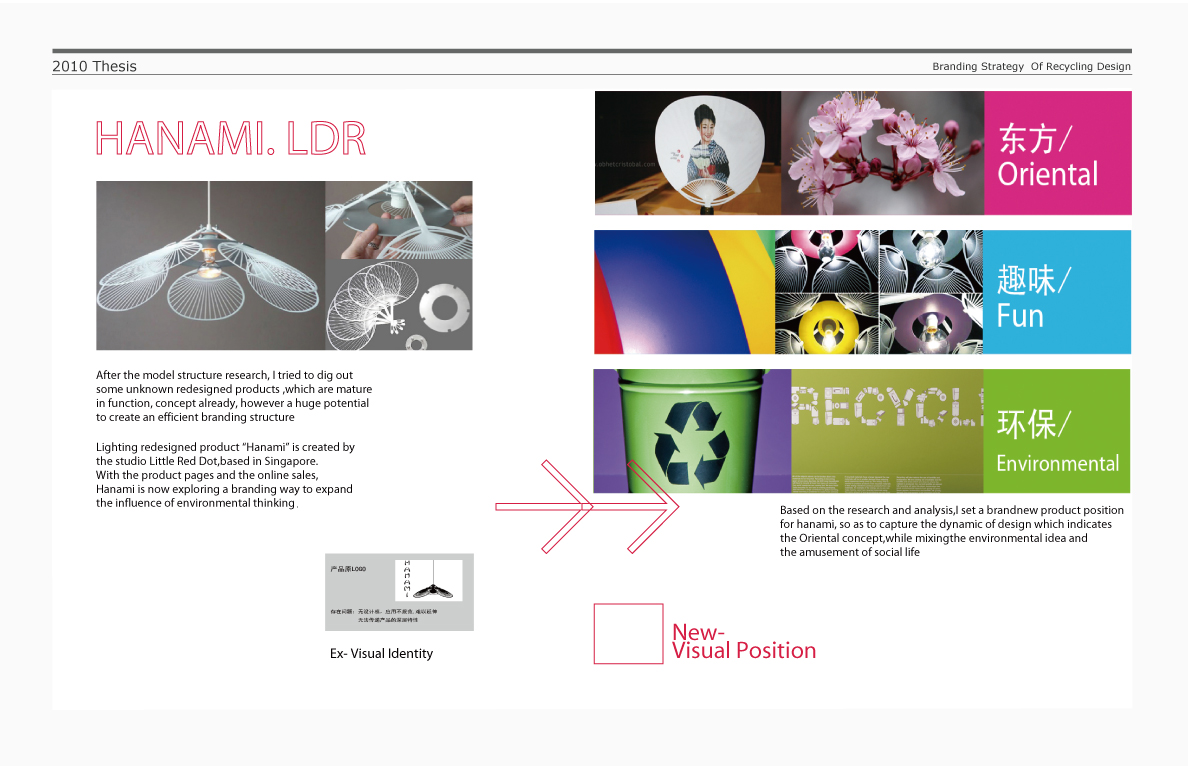 2010 Thesis
Branding Strategy Of Recycling Design
HANAMI. LDR
After the model structure research, I tried to dig out
some unknown redesigned products ,which are mature
in function, concept already, however a huge potential
to create an efficient branding structure
Lighting redesigned product “Hanami” is created by
the studio Little Red Dot,based in Singapore.
With the product pages and the online sales,
Hanami is now exploring a branding way to expand
the influence of environmental thinking .
产品原LOGO
HANAMI
存在问题: 无设计感, 应用不规范, 难以延伸
无法传递产品的深层特性
Ex- Visual Identity
东方/
Oriental
趣味/
Fun
RECYCL
环保/
Environmental
Based on the research and analysis,I set a brandnew product position
for hanami, so as to capture the dynamic of design which indicates
the Oriental concept,while mixingthe environmental idea and
the amusement of social life
New-
Visual Position